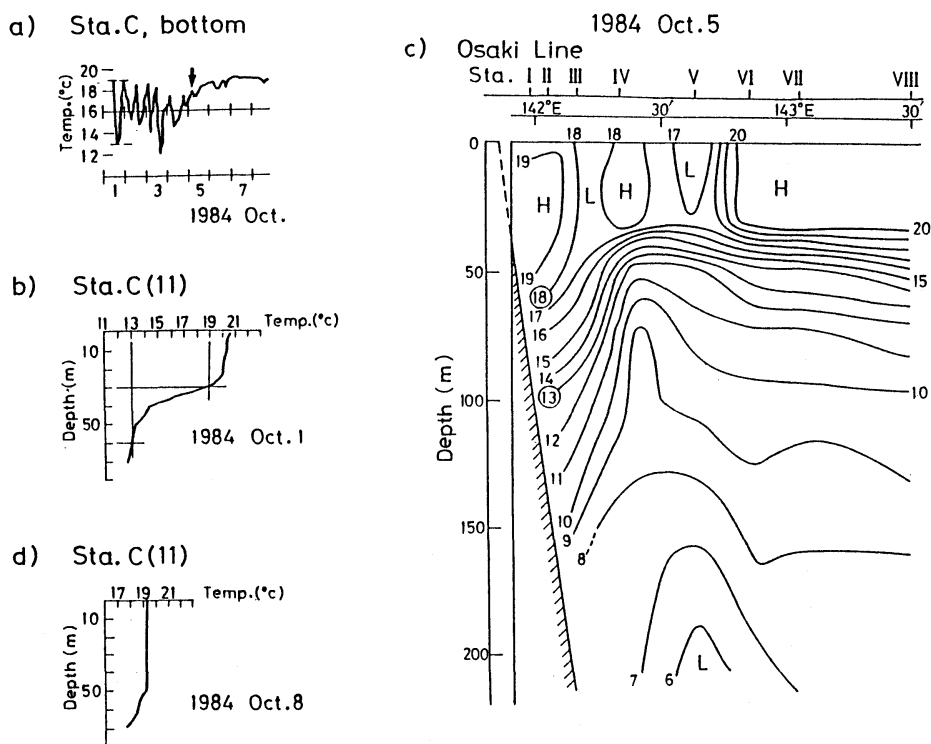 a) Sta.C, bottom
Temp.(°c)
20
18
16
14
12
1 3 5 7
1984 Oct.
b) Sta.C(11)
11 13 15 17 19 21 Temp.(°c)
Depth.(m)
10
50
1984 Oct.1
d) Sta.C(11)
17 19 21 Temp.(°c)
Depth (m)
10
50
1984 Oct.8
1984 Oct.5
c) Osaki Line
Sta. I II III IV V VI VII VIII
142°E 30' 143°E 30'
18 18 17 20
Depth (m)
0
50
100
150
200
19
H
L
H
L
H
20
15
10
19
18
17
16
15
14
13
12
11
10
9
8
7
6
L